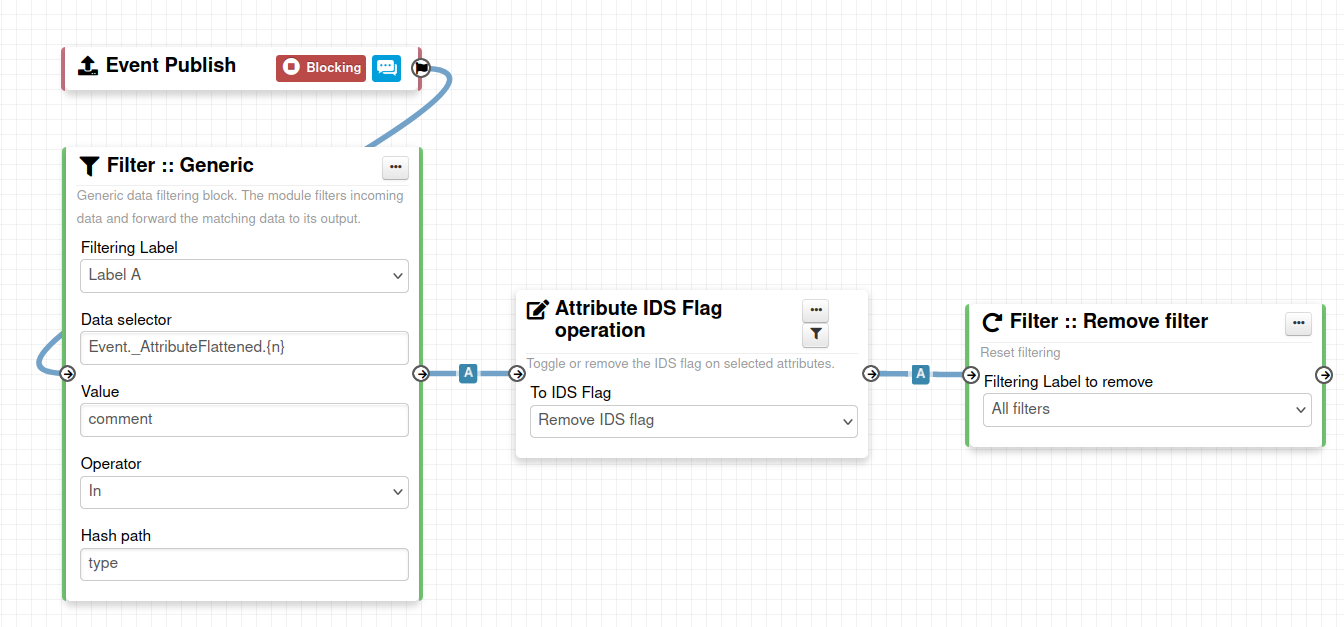 Event Publish
Blocking
Filter :: Generic
Generic data filtering block. The module filters incoming
data and forward the matching data to its output.
Filtering Label
Label A
Data selector
Event._AttributeFlattened.{n}
Value
comment
Operator
In
Hash path
type
A
Attribute IDS Flag
operation
Toggle or remove the IDS flag on selected attributes.
To IDS Flag
Remove IDS flag
A
Filter :: Remove filter
Reset filtering
Filtering Label to remove
All filters